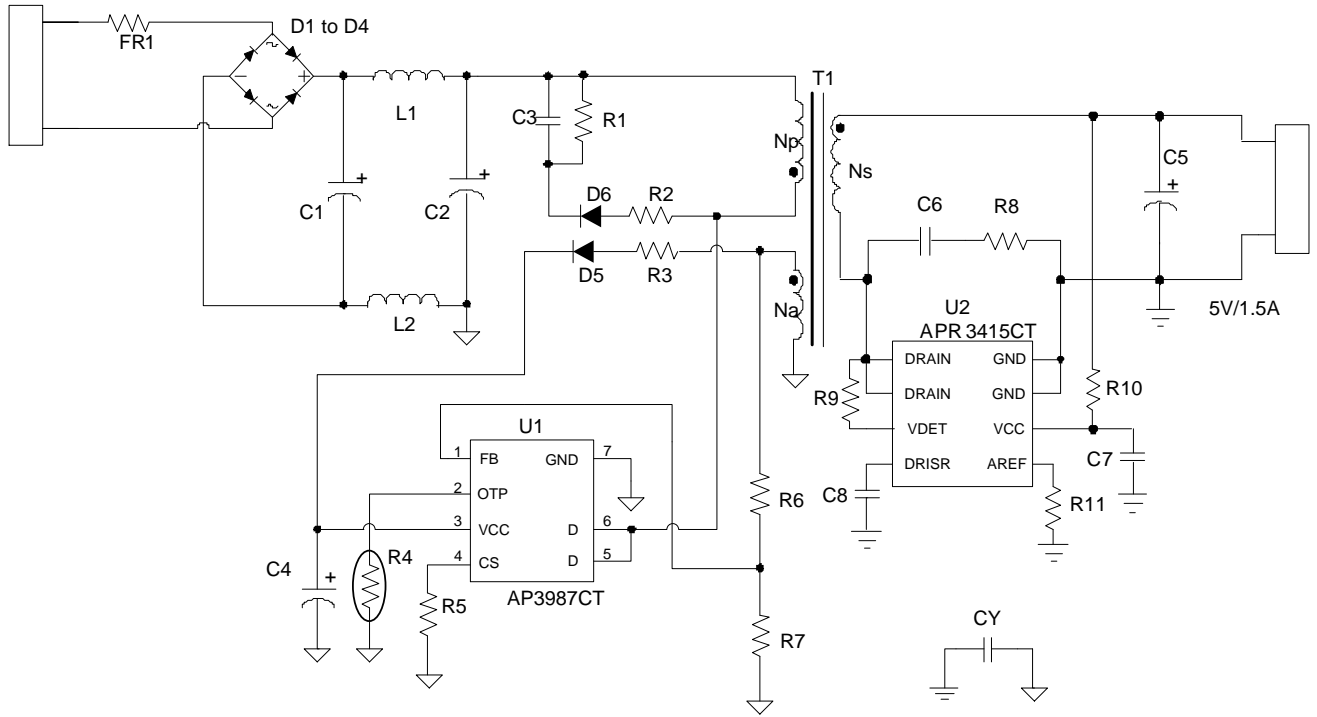 D1 to D4
FR1
T1
L1
C3
R1
Np
Ns
C5
C1
C2
D6
R2
C6
R8
D5
R3
L2
Na
U2
5V/1.5A
APR 3415CT
DRAIN
GND
R9
DRAIN
GND
R10
VDET
VCC
C7
DRISR
AREF
C8
R11
U1
1
FB
GND
7
2
OTP
3
VCC
D
6
4
CS
D
5
R6
C4
R4
R5
AP3987CT
R7
CY
+
+
+
+
+
−
~
~